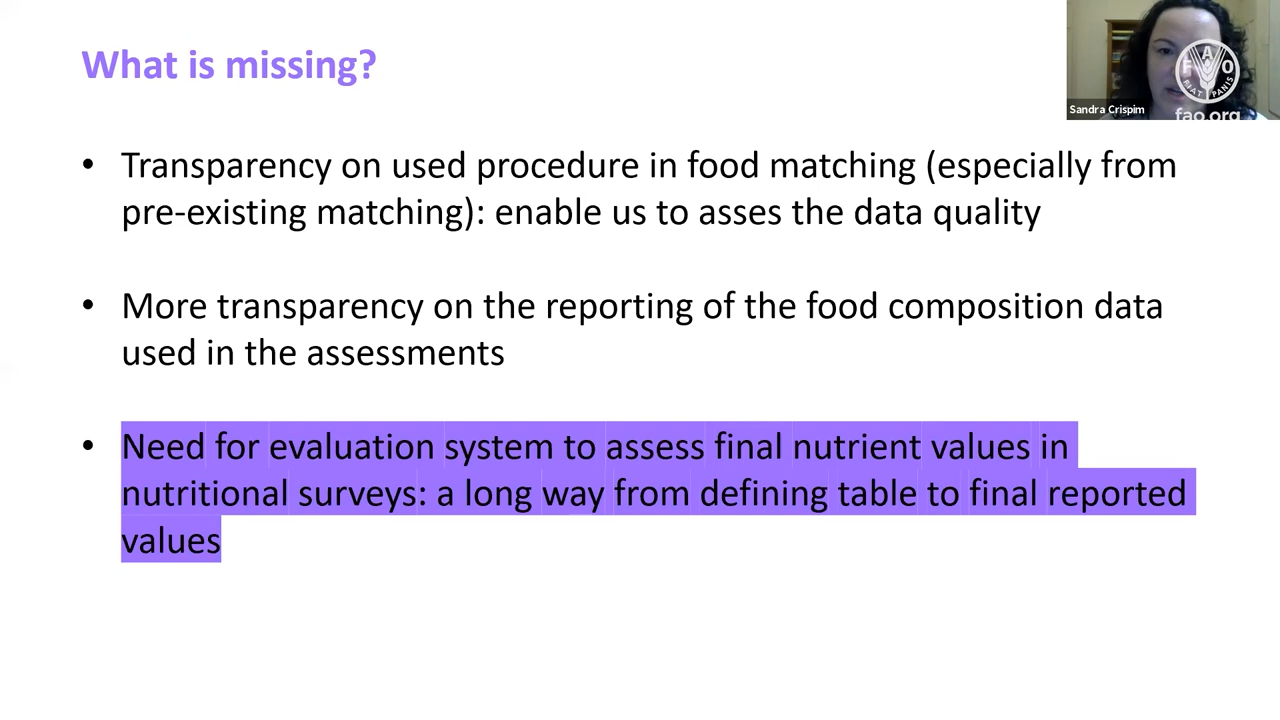 What is missing?
Sandra Crispim
FAO
FIAT PANIS
fao.org
• Transparency on used procedure in food matching (especially from
pre-existing matching): enable us to asses the data quality
• More transparency on the reporting of the food composition data
used in the assessments
• Need for evaluation system to assess final nutrient values in
nutritional surveys: a long way from defining table to final reported
values